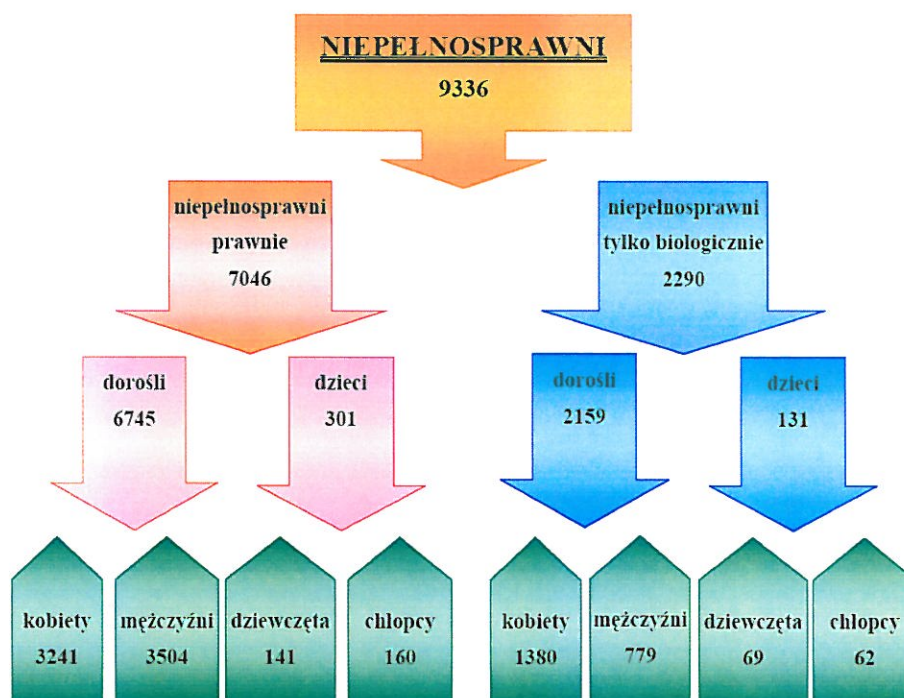 NIEPEŁNOSPRAWNI
9336
niepełnosprawni
prawnie
7046
niepełnosprawni
tylko biologicznie
2290
dorośli
6745
dzieci
301
dorośli
2159
dzieci
131
kobiety
3241
mężczyźni
3504
dziewczęta
141
chłopcy
160
kobiety
1380
mężczyźni
779
dziewczęta
69
chłopcy
62